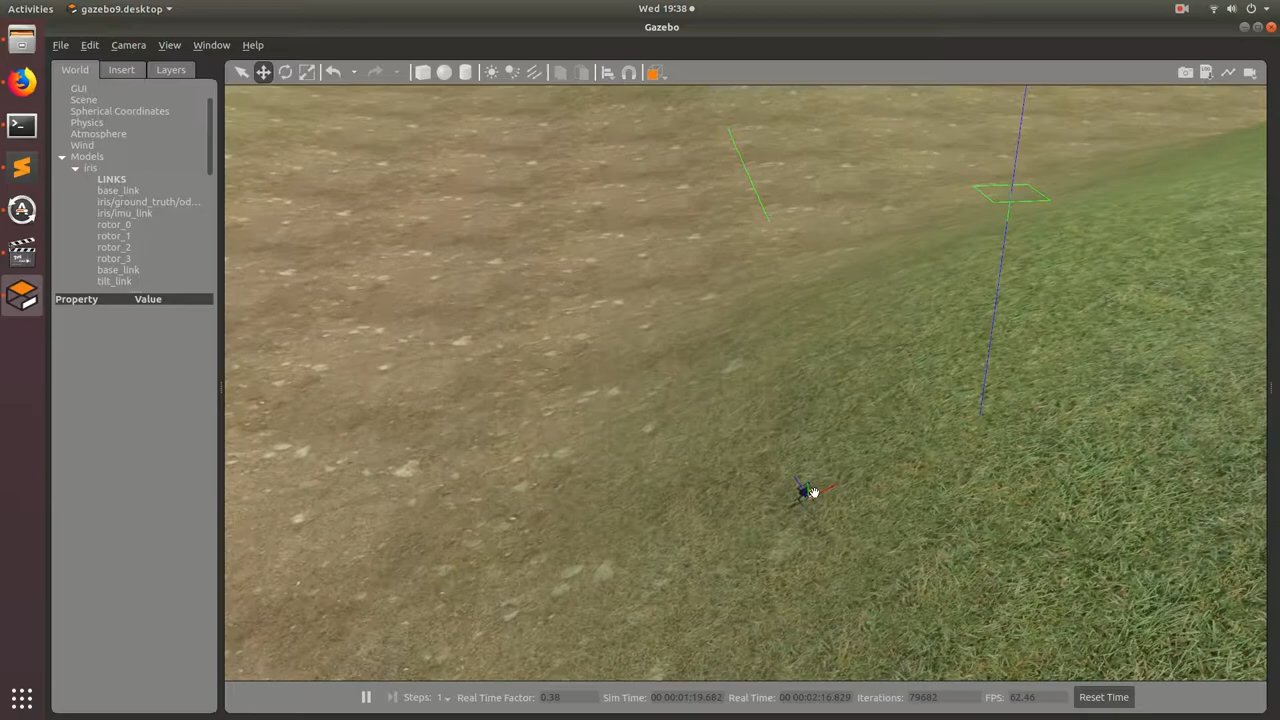 Activities gazebo9.desktop Wed 19:38
Gazebo
File Edit Camera View Window Help
World Insert Layers
GUI
Scene
Spherical Coordinates
Physics
Atmosphere
Wind
Models
iris
LINKS
base_link
iris/ground_truth/od...
iris/imu_link
rotor_0
rotor_1
rotor_2
rotor_3
base_link
tilt_link
Property Value
Steps: 1 Real Time Factor: 0.38 Sim Time: 00 00:01:19.682 Real Time: 00 00:02:16.829 Iterations: 79682 FPS: 62.46 Reset Time